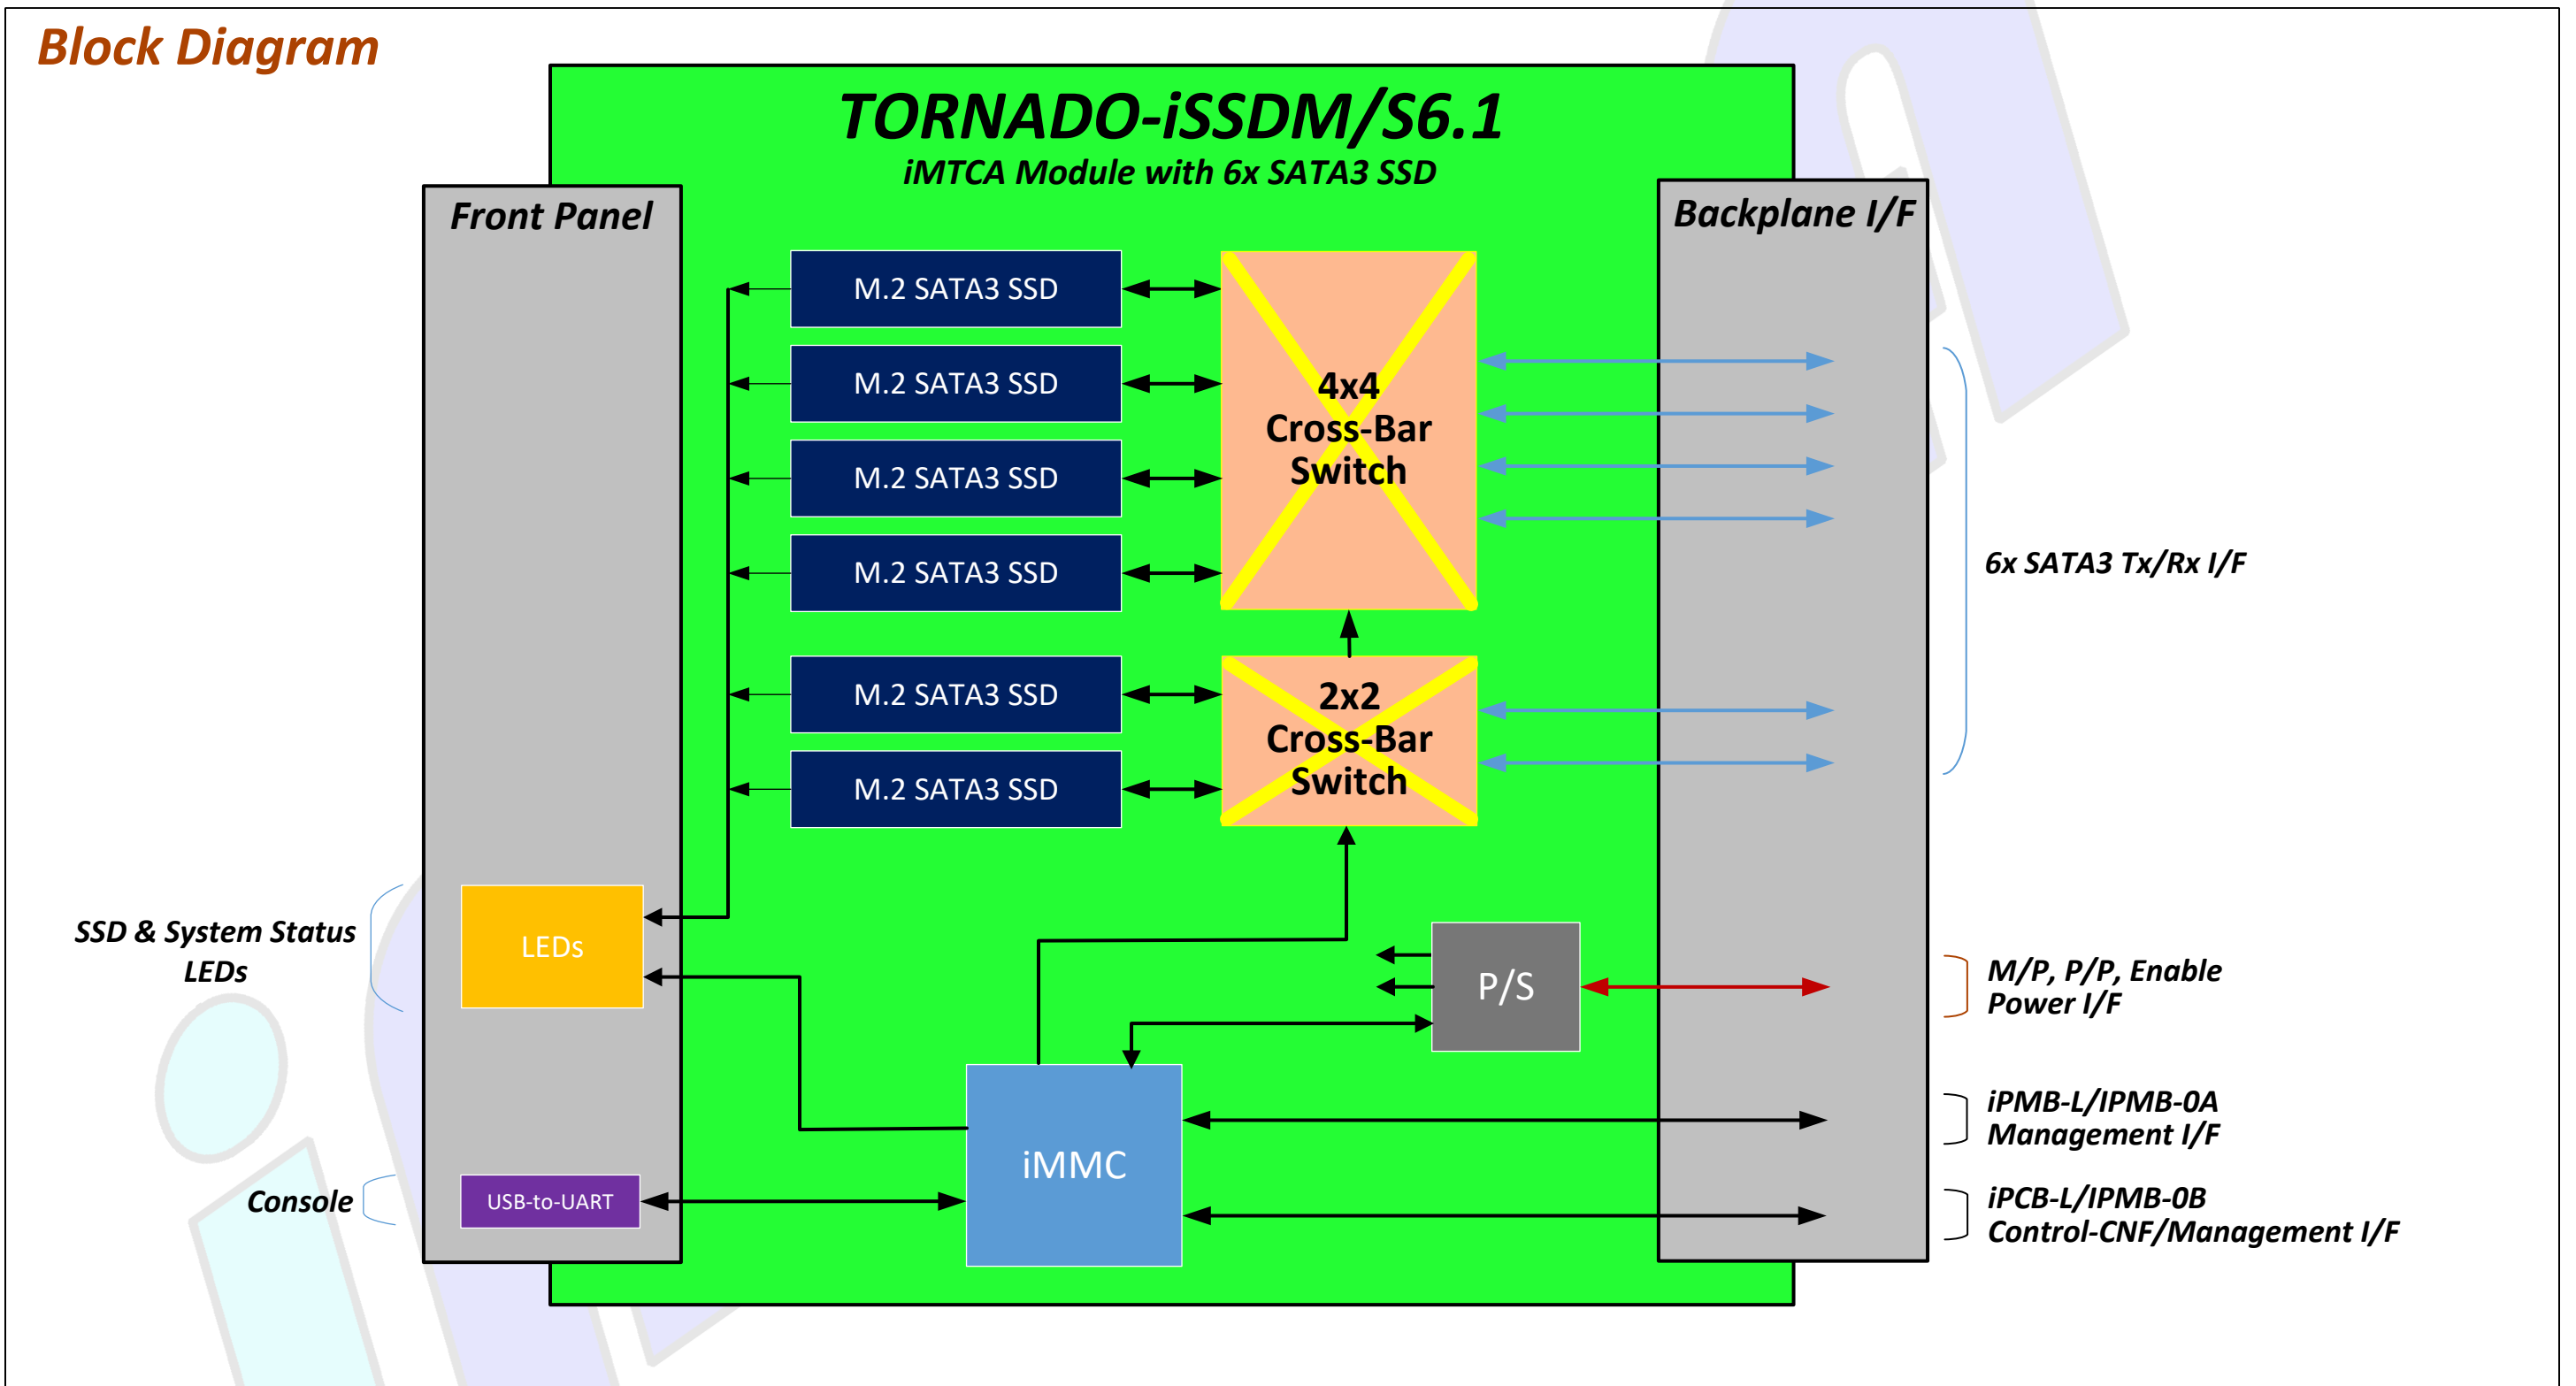 Block Diagram
TORNADO-iSSDM/S6.1
iMTCA Module with 6x SATA3 SSD
Front Panel
Backplane I/F
M.2 SATA3 SSD
M.2 SATA3 SSD
M.2 SATA3 SSD
M.2 SATA3 SSD
M.2 SATA3 SSD
M.2 SATA3 SSD
4x4
Cross-Bar
Switch
2x2
Cross-Bar
Switch
6x SATA3 Tx/Rx I/F
SSD & System Status
LEDs
LEDs
P/S
M/P, P/P, Enable
Power I/F
iMMC
iPMB-L/IPMB-0A
Management I/F
Console
USB-to-UART
iPCB-L/IPMB-0B
Control-CNF/Management I/F